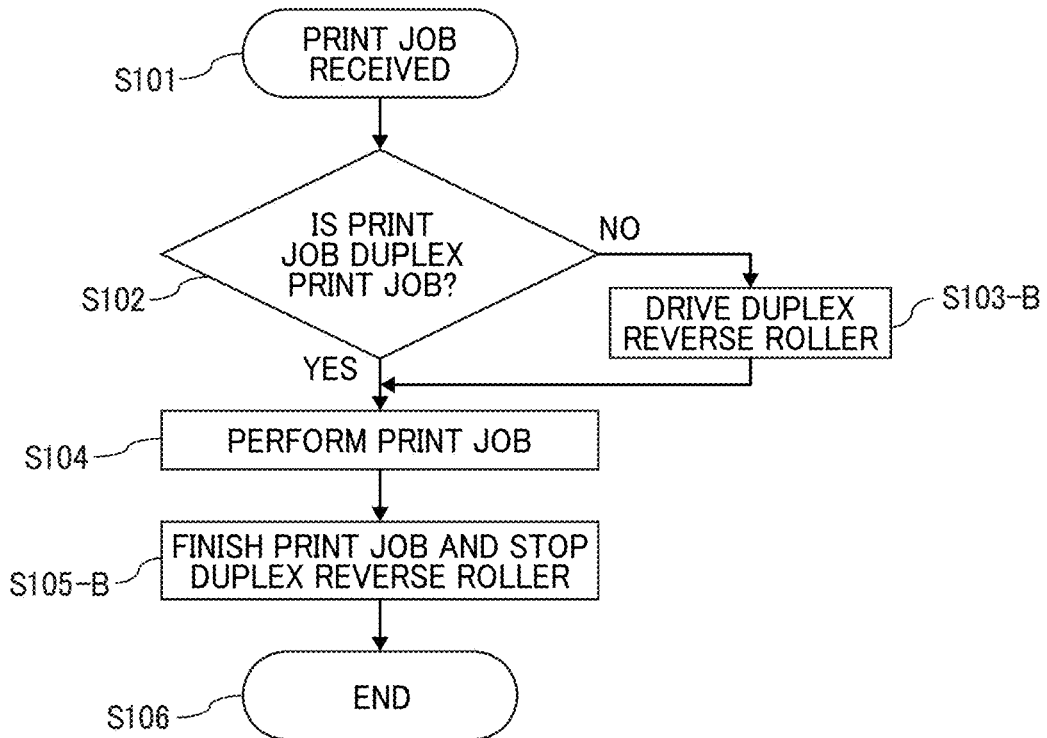 PRINT JOB
RECEIVED
S101
IS PRINT
JOB DUPLEX
PRINT JOB?
S102
NO
DRIVE DUPLEX
REVERSE ROLLER
S103-B
YES
PERFORM PRINT JOB
S104
FINISH PRINT JOB AND STOP
DUPLEX REVERSE ROLLER
S105-B
END
S106